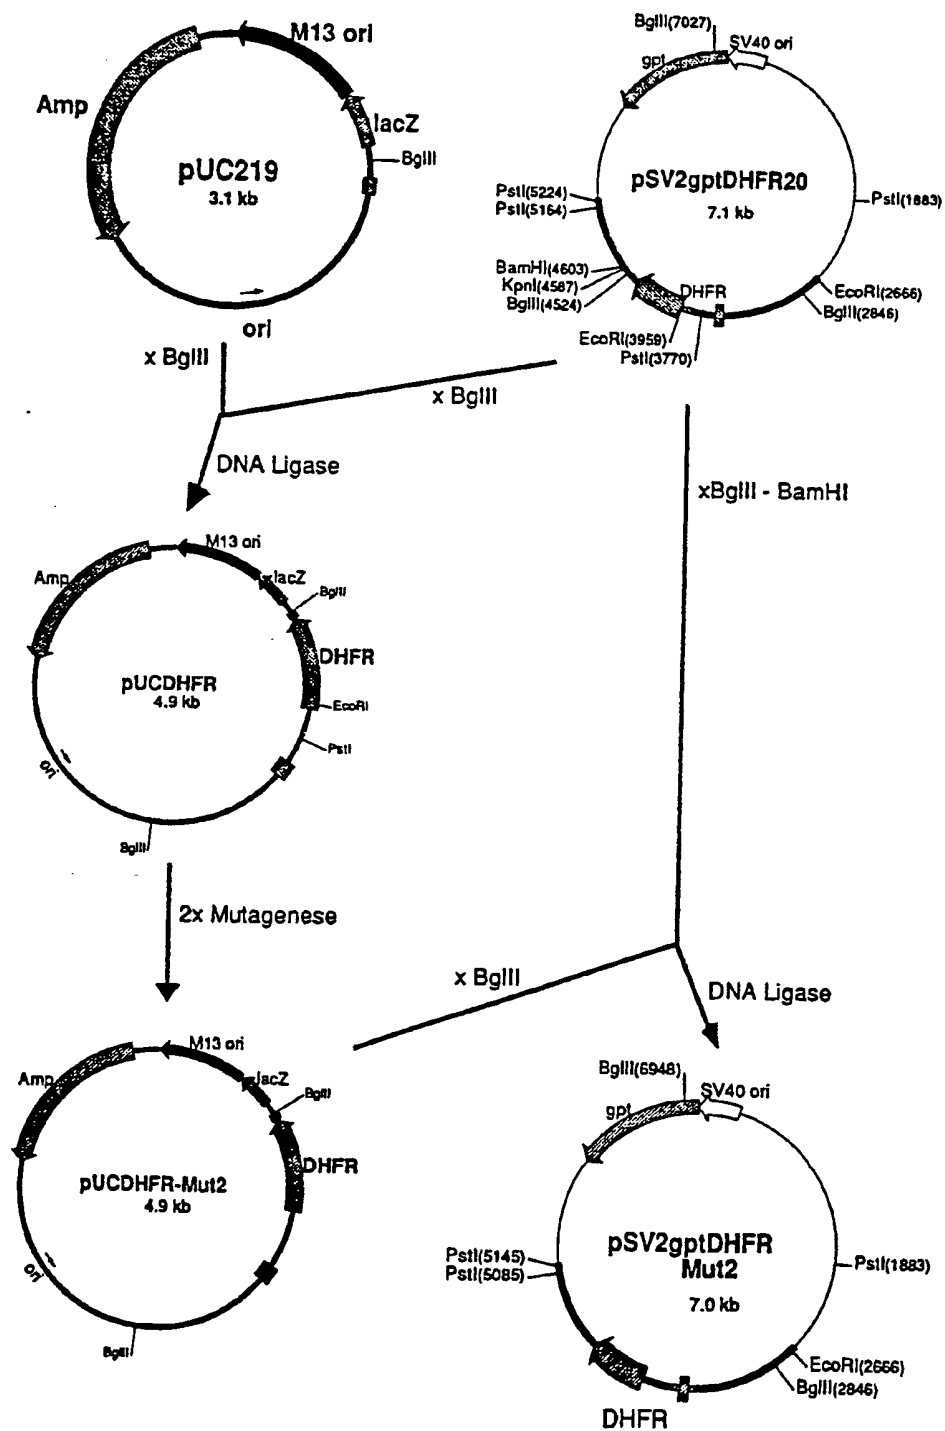 M13 ori
Amp
lacZ
BglII
pUC219
3.1 kb
ori
BglII(7027)
SV40 ori
gpt
pSV2gptDHFR20
7.1 kb
PstI(5224)
PstI(5164)
PstI(1883)
BamHI(4603)
KpnI(4587)
BglII(4524)
DHFR
EcoRI(2666)
BglII(2846)
EcoRI(3959)
PstI(3770)
x BglII
x BglII
DNA Ligase
xBglII - BamHI
M13 ori
Amp
lacZ
BglII
DHFR
pUCDHFR
4.9 kb
EcoRI
PstI
ori
BglII
2x Mutagenese
x BglII
DNA Ligase
M13 ori
Amp
lacZ
BglII
DHFR
pUCDHFR-Mut2
4.9 kb
ori
BglII
BglII(6948)
SV40 ori
gpt
pSV2gptDHFR
Mut2
7.0 kb
PstI(5145)
PstI(5085)
PstI(1883)
EcoRI(2666)
BglII(2846)
DHFR